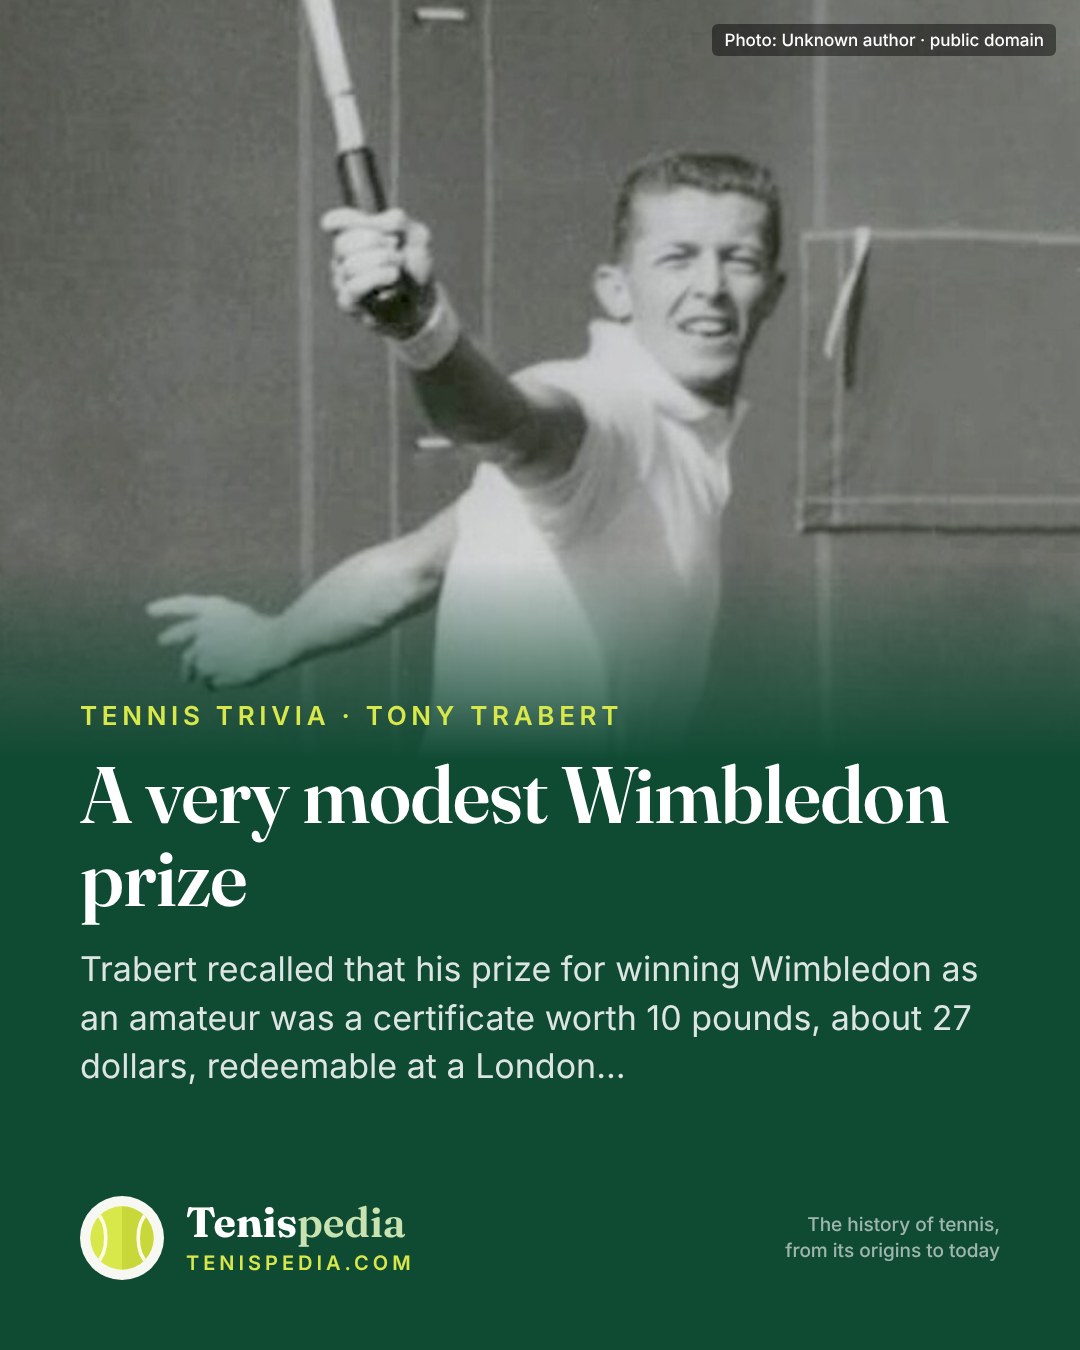 Photo: Unknown author · public domain
TENNIS TRIVIA · TONY TRABERT
A very modest Wimbledon
prize
Trabert recalled that his prize for winning Wimbledon as
an amateur was a certificate worth 10 pounds, about 27
dollars, redeemable at a London...
Tenispedia
TENISPEDIA.COM
The history of tennis,
from its origins to today